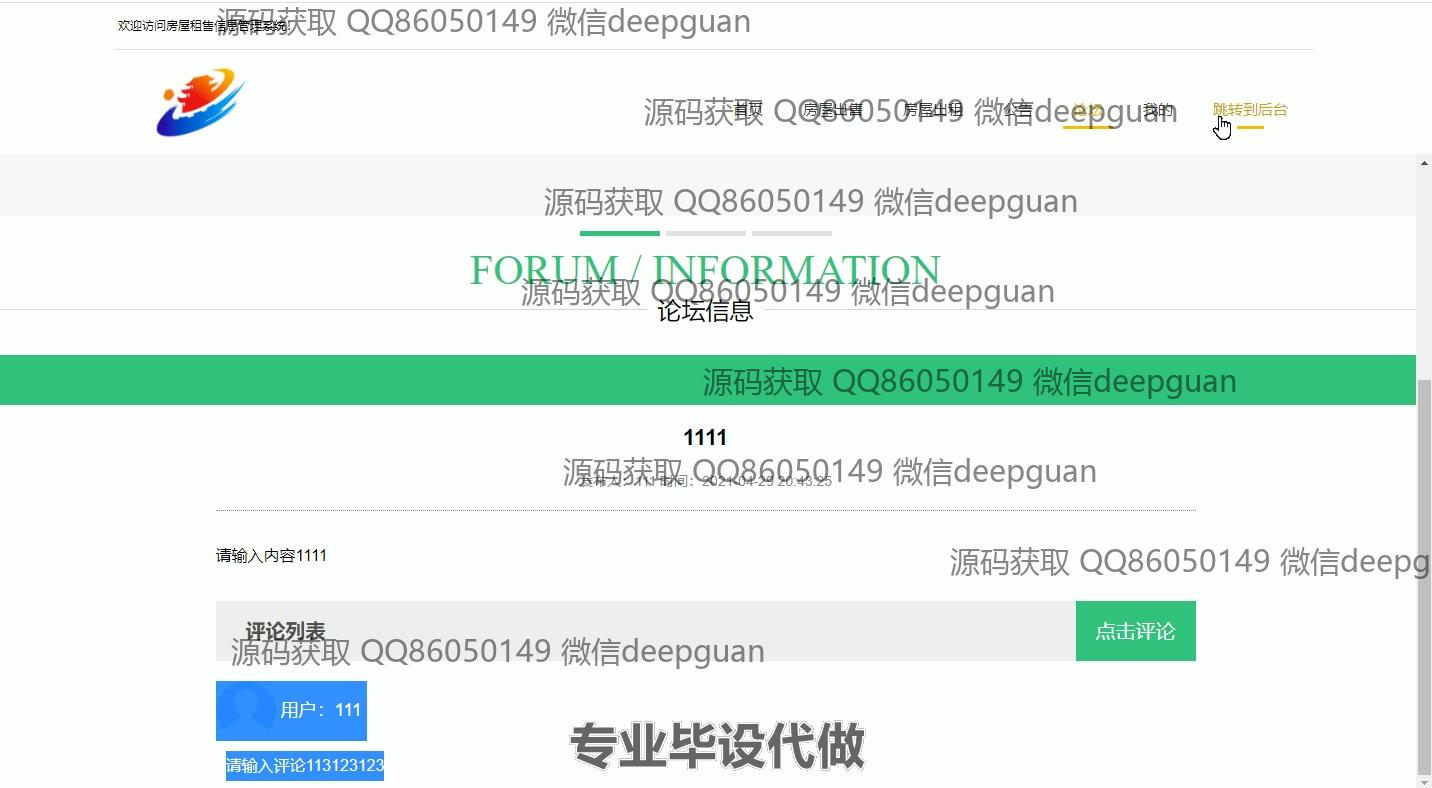 源码获取 QQ86050149 微信deepguan
欢迎访问房屋租售信息管理系统!
首页 房屋出售 房屋出租 公告 论坛 我的 跳转到后台
源码获取 QQ86050149 微信deepguan
源码获取 QQ86050149 微信deepguan
FORUM / INFORMATION
源码获取 QQ86050149 微信deepguan
论坛信息
源码获取 QQ86050149 微信deepguan
1111
源码获取 QQ86050149 微信deepguan
发布人：111 时间：2021-04-29 20:43:25
请输入内容1111
源码获取 QQ86050149 微信deepg
评论列表
点击评论
源码获取 QQ86050149 微信deepguan
用户：111
专业毕设代做
请输入评论113123123